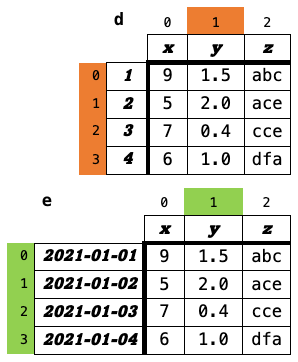 d 0 1 2
x y z
0 1 9 1.5 abc
1 2 5 2.0 ace
2 3 7 0.4 cce
3 4 6 1.0 dfa
e 0 1 2
x y z
0 2021-01-01 9 1.5 abc
1 2021-01-02 5 2.0 ace
2 2021-01-03 7 0.4 cce
3 2021-01-04 6 1.0 dfa